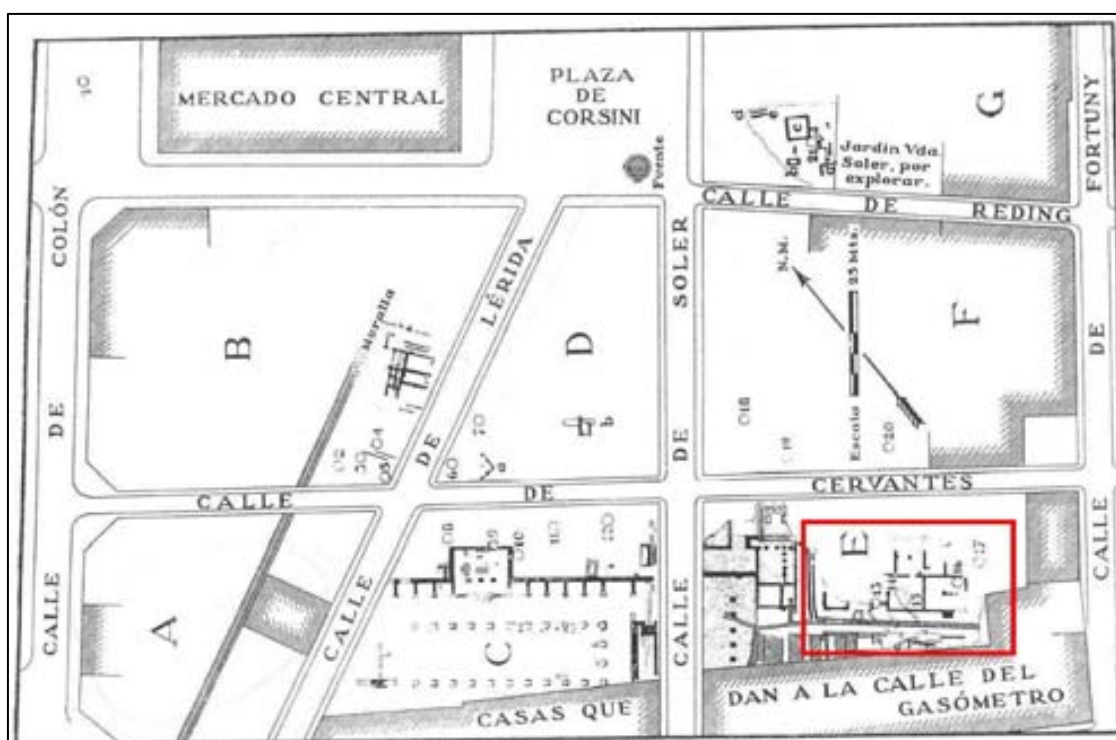 10
MERCADO CENTRAL
PLAZA
DE
CORSINI
Fuente
d
e
c
G
Jardín Vda.
Soler, por
explorar.
CALLE DE REDING
CALLE DE FORTUNY
CALLE DE COLÓN
CALLE DE LÉRIDA
CALLE DE SOLER
CALLE DE CERVANTES
B
Muralla
D
b
a
N.M.
Escala 25 Mts.
F
A
C
E
CASAS QUE
DAN A LA CALLE DEL
GASÓMETRO